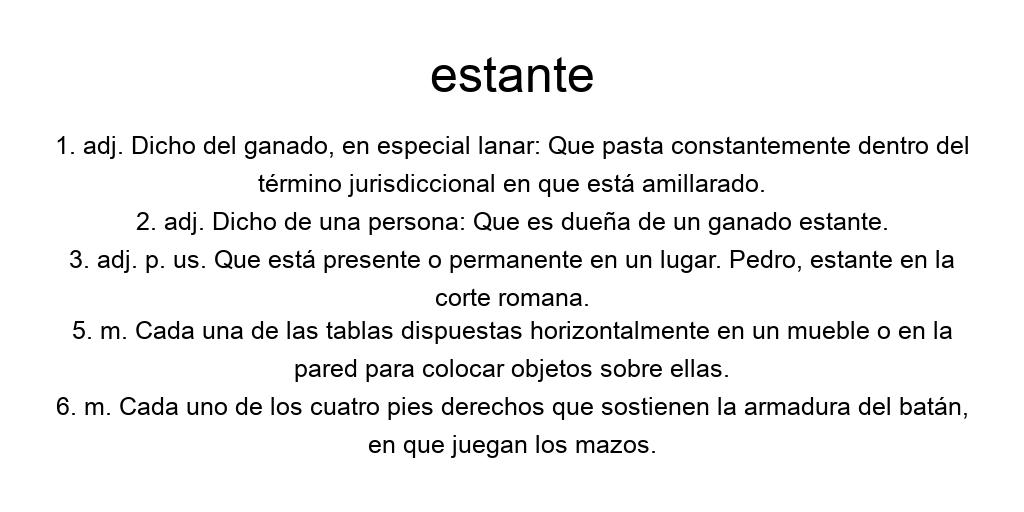 estante
1. adj. Dicho del ganado, en especial lanar: Que pasta constantemente dentro del
término jurisdiccional en que está amillarado.
2. adj. Dicho de una persona: Que es dueña de un ganado estante.
3. adj. p. us. Que está presente o permanente en un lugar. Pedro, estante en la
corte romana.
5. m. Cada una de las tablas dispuestas horizontalmente en un mueble o en la
pared para colocar objetos sobre ellas.
6. m. Cada uno de los cuatro pies derechos que sostienen la armadura del batán,
en que juegan los mazos.